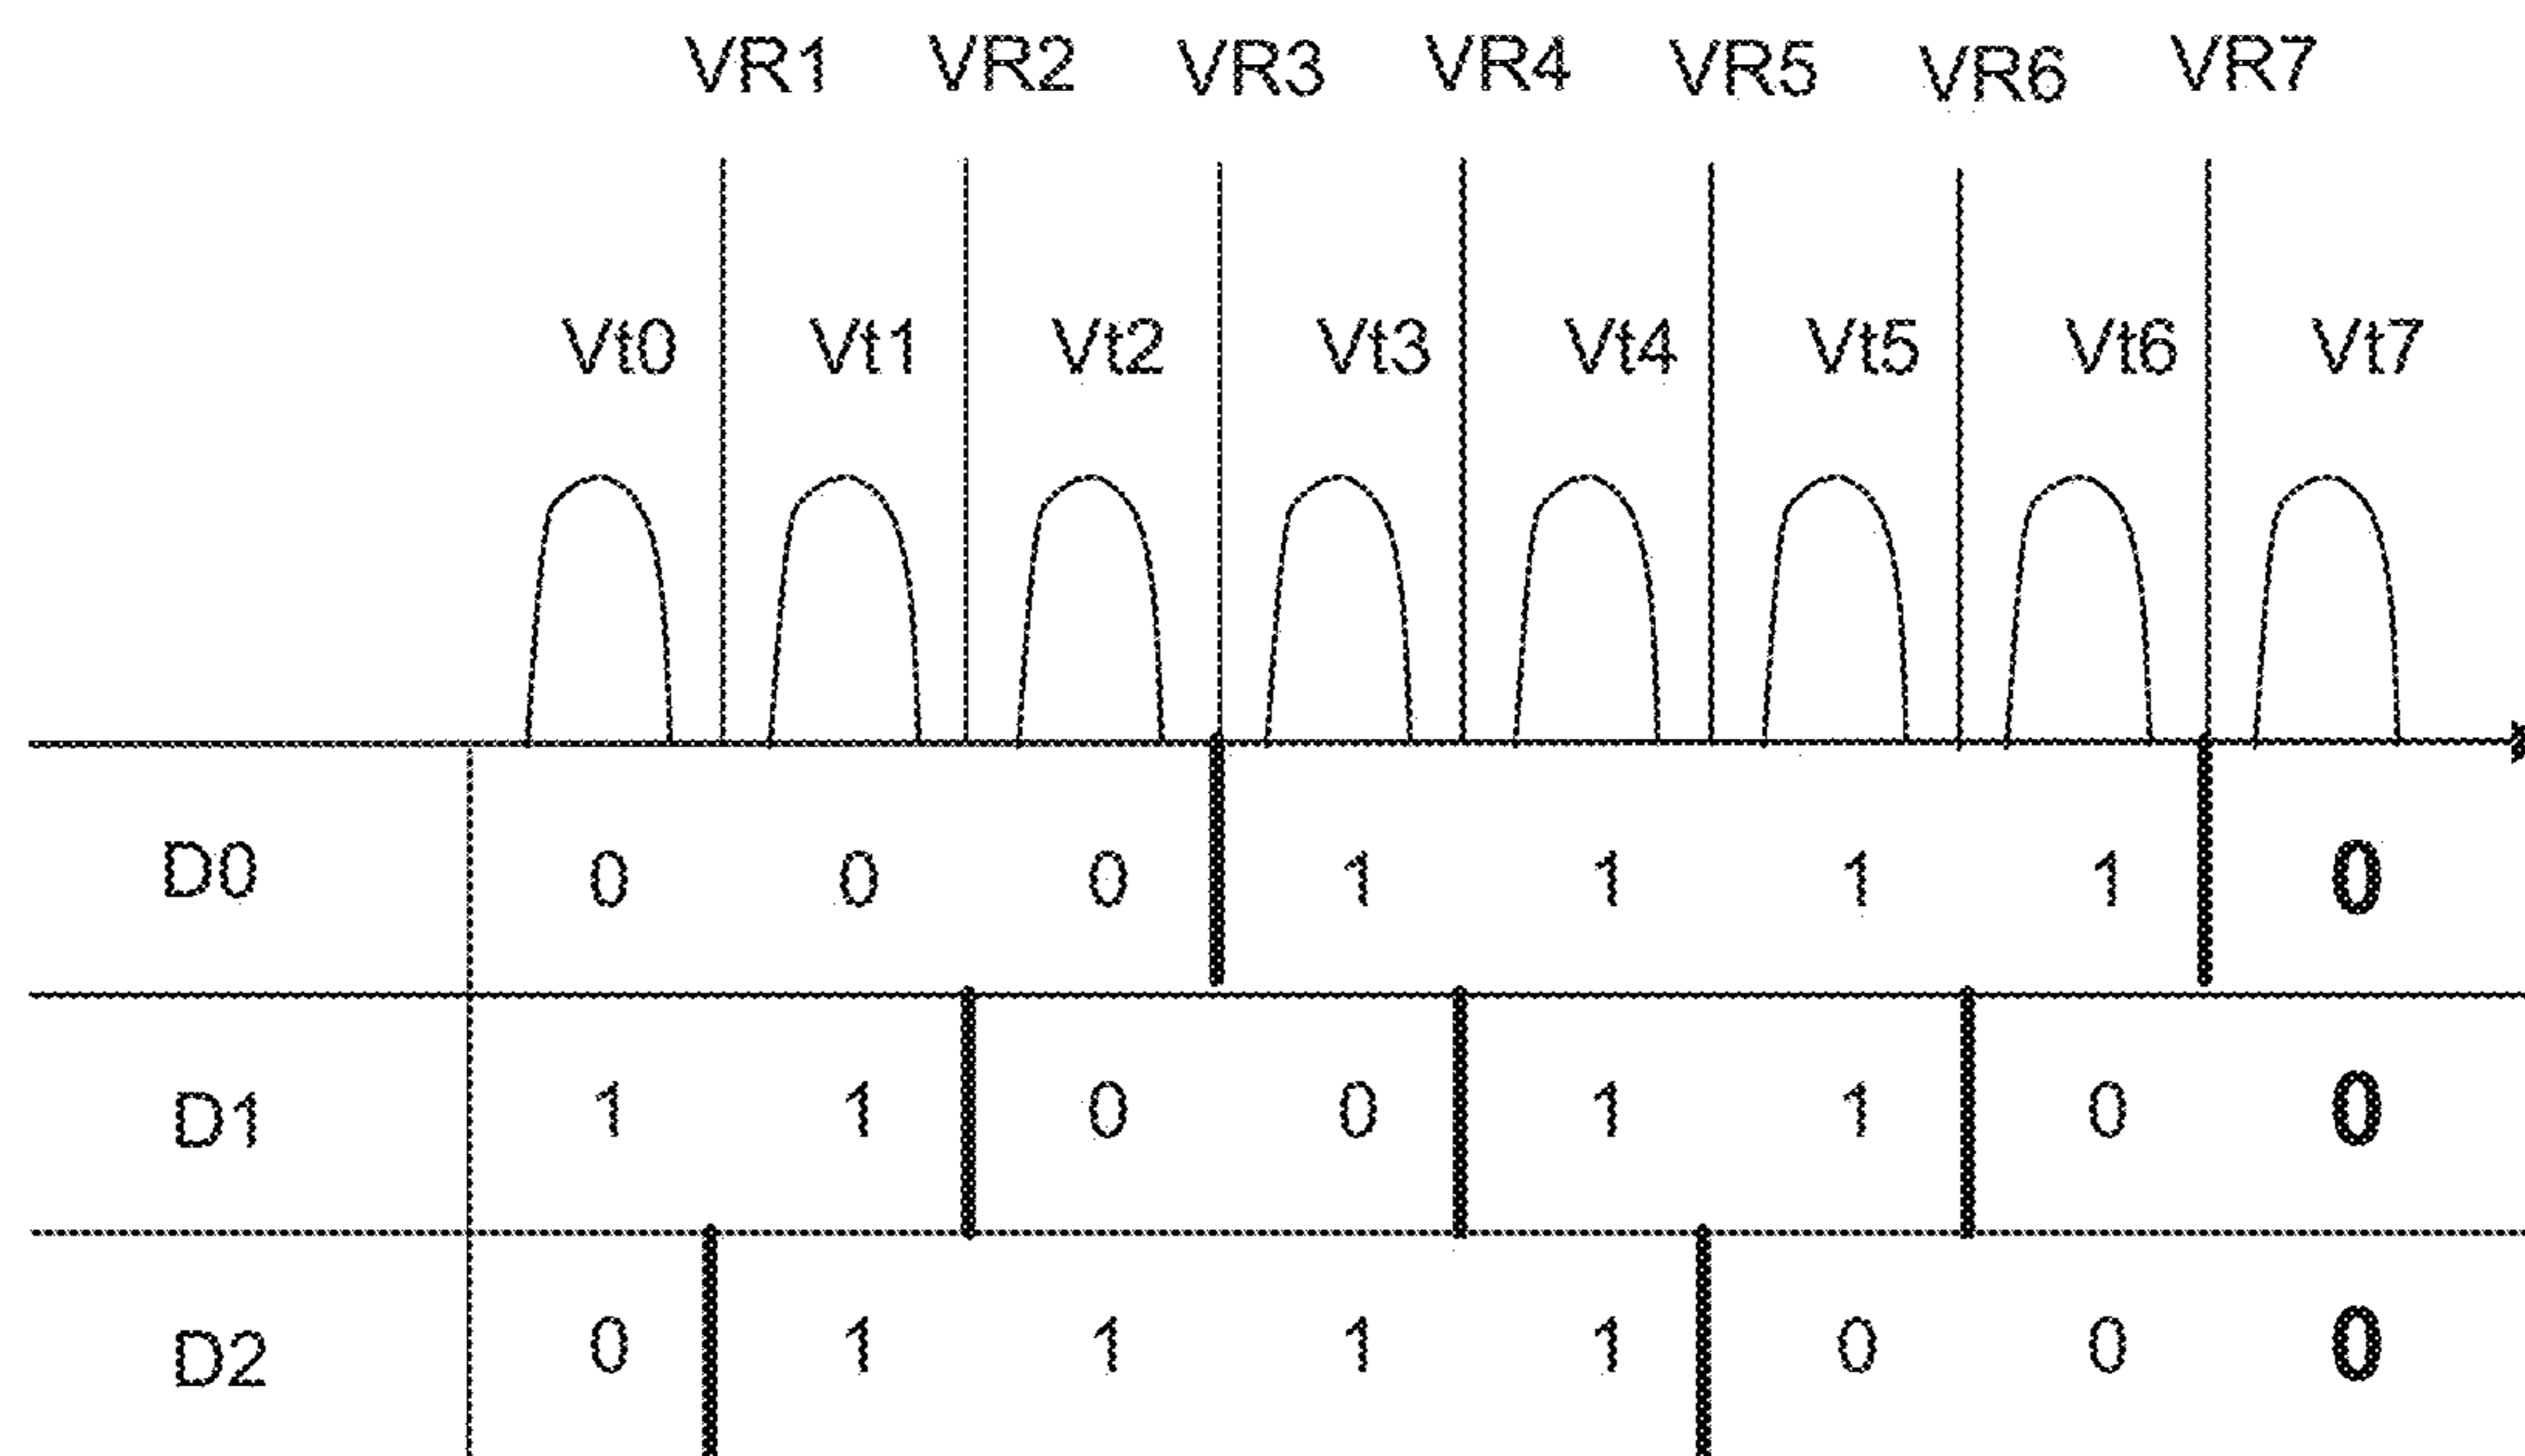 VR1 VR2 VR3 VR4 VR5 VR6 VR7
Vt0 Vt1 Vt2 Vt3 Vt4 Vt5 Vt6 Vt7
D0 0 0 0 1 1 1 1 0
D1 1 1 0 0 1 1 0 0
D2 0 1 1 1 1 0 0 0